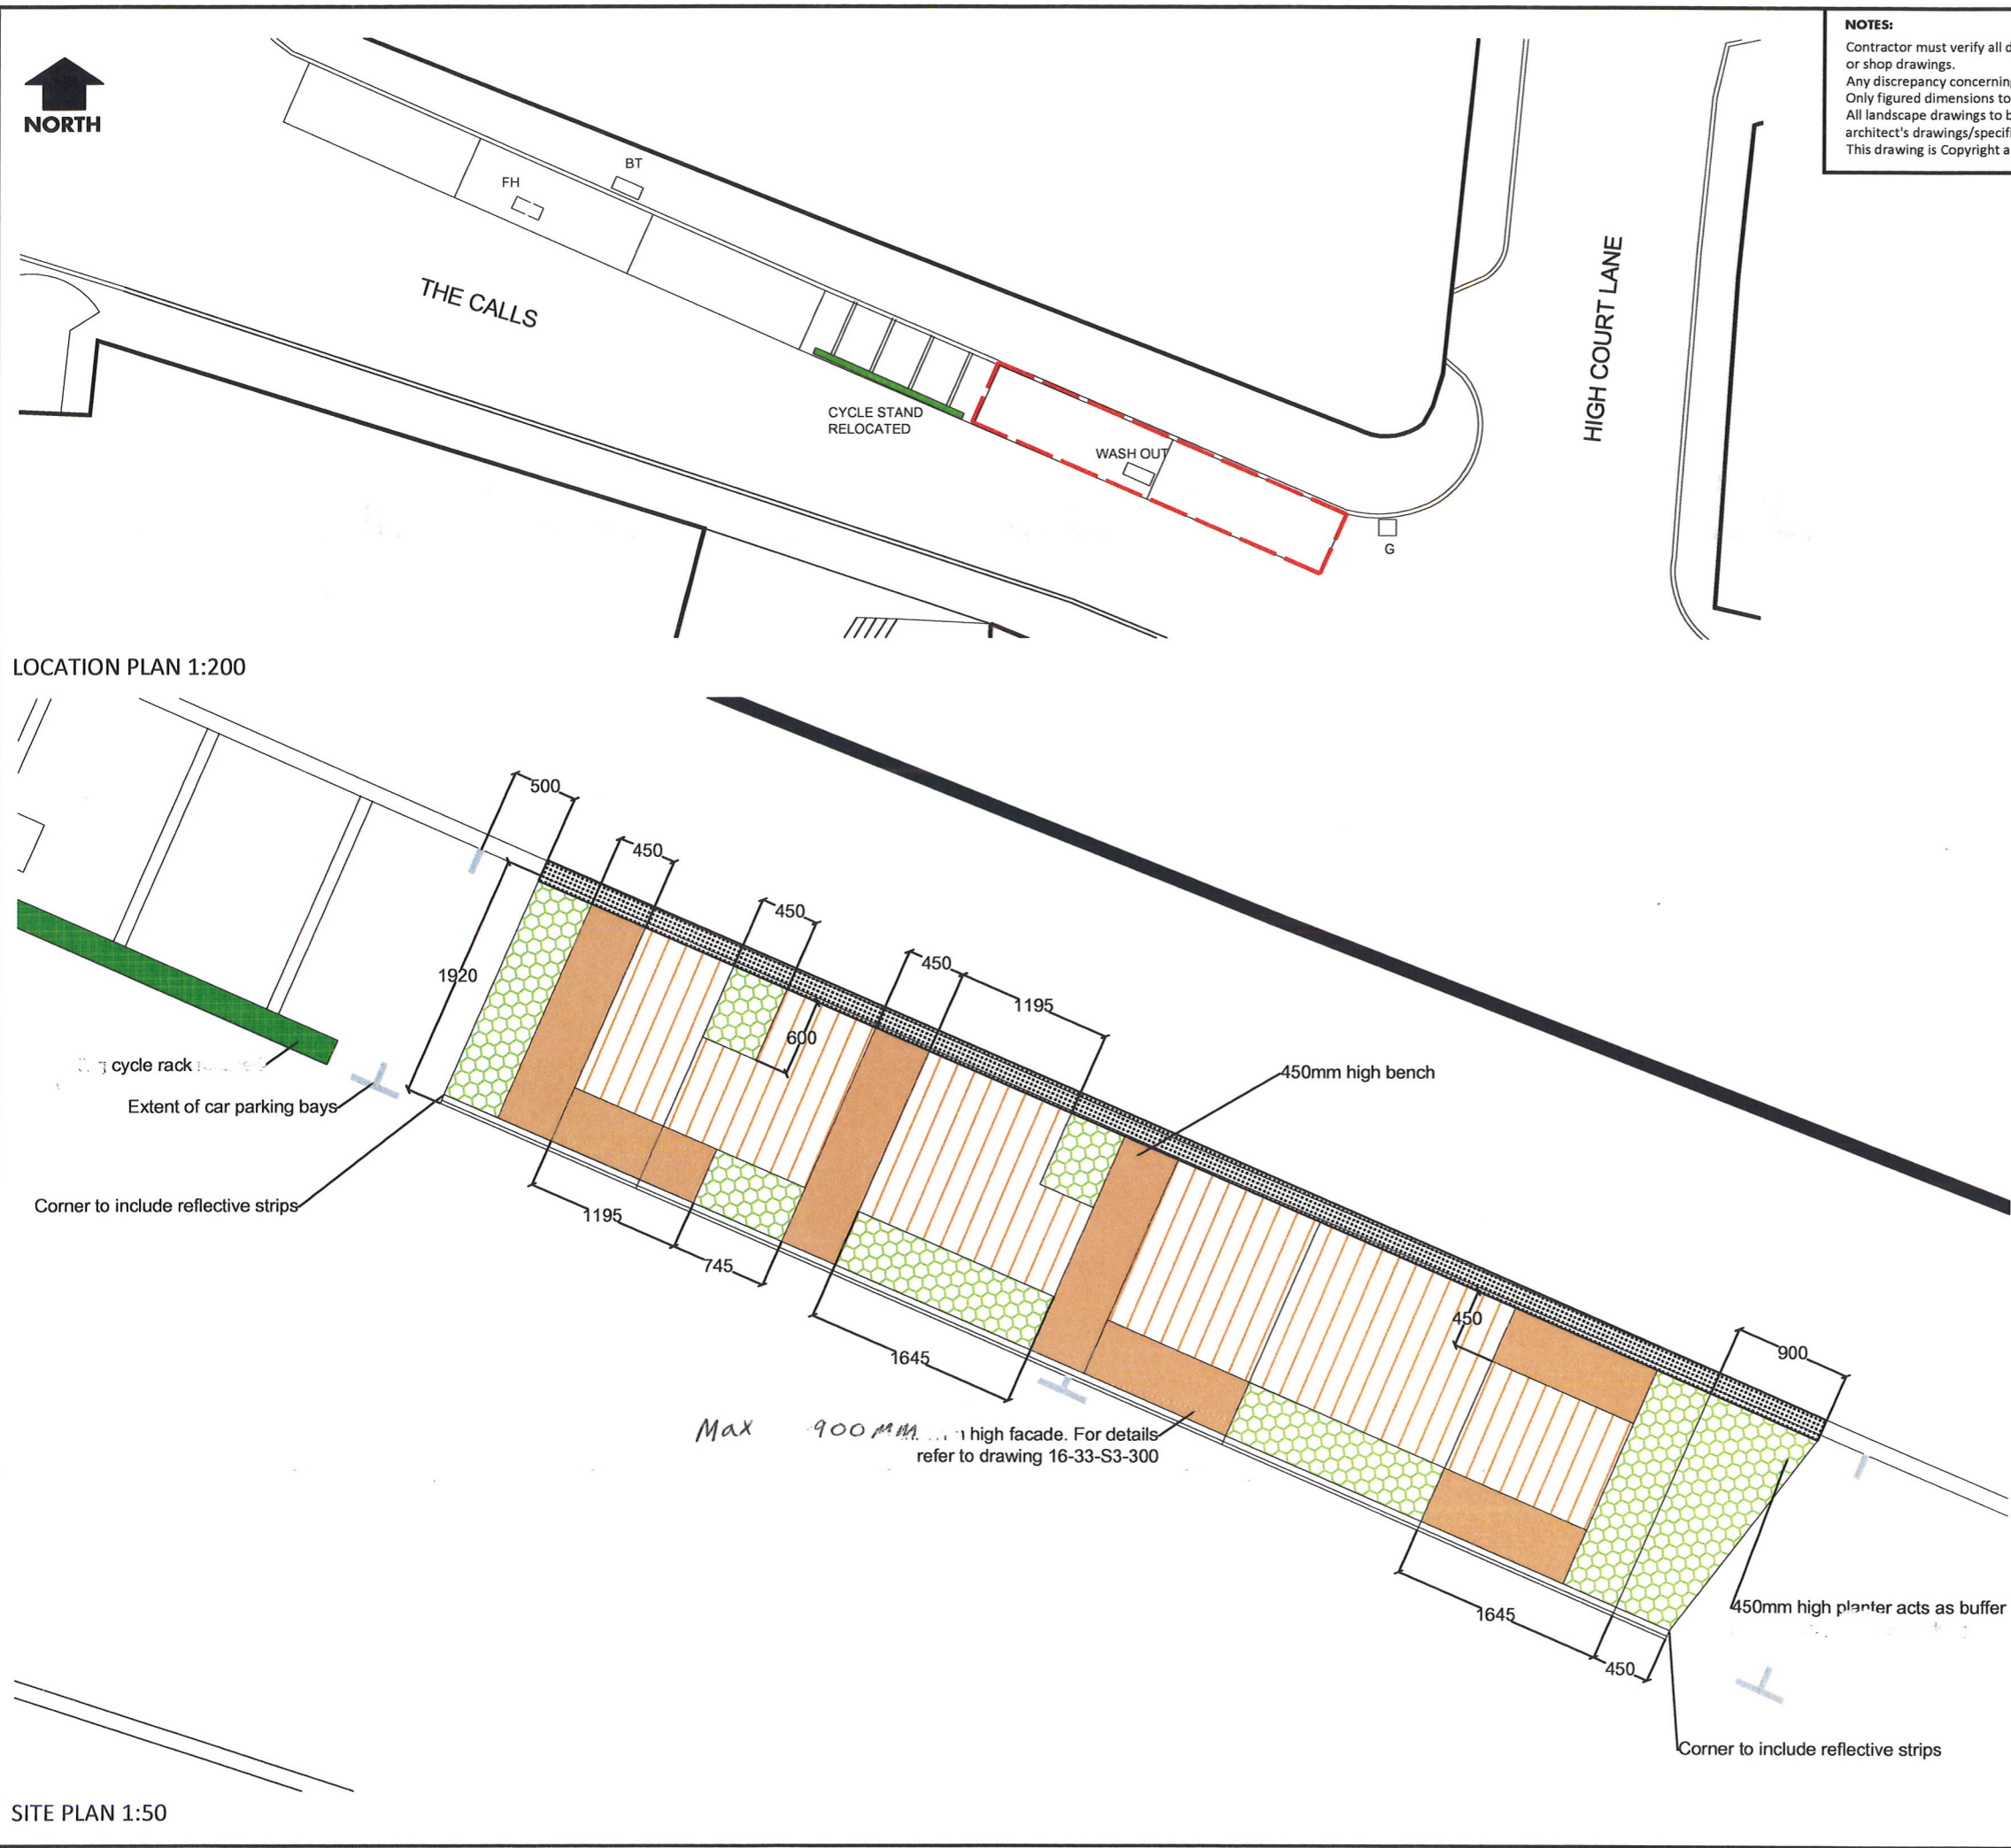 NORTH
NOTES:
Contractor must verify all
or shop drawings.
Any discrepancy
Only figured dimensions to
All landscape drawings to
architect's
This drawing is Copyright
BT
FH
THE CALLS
HIGH COURT LANE
CYCLE STAND
RELOCATED
WASH OUT
G
LOCATION PLAN 1:200
500
450
450
450
1195
1920
600
cycle rack
Extent of car parking bays
450mm high bench
Corner to include reflective strips
1195
745
1645
450
900
Max 900mm high facade. For details
refer to drawing 16-33-S3-300
450mm high planter acts as buffer
1645
450
Corner to include reflective strips
SITE PLAN 1:50